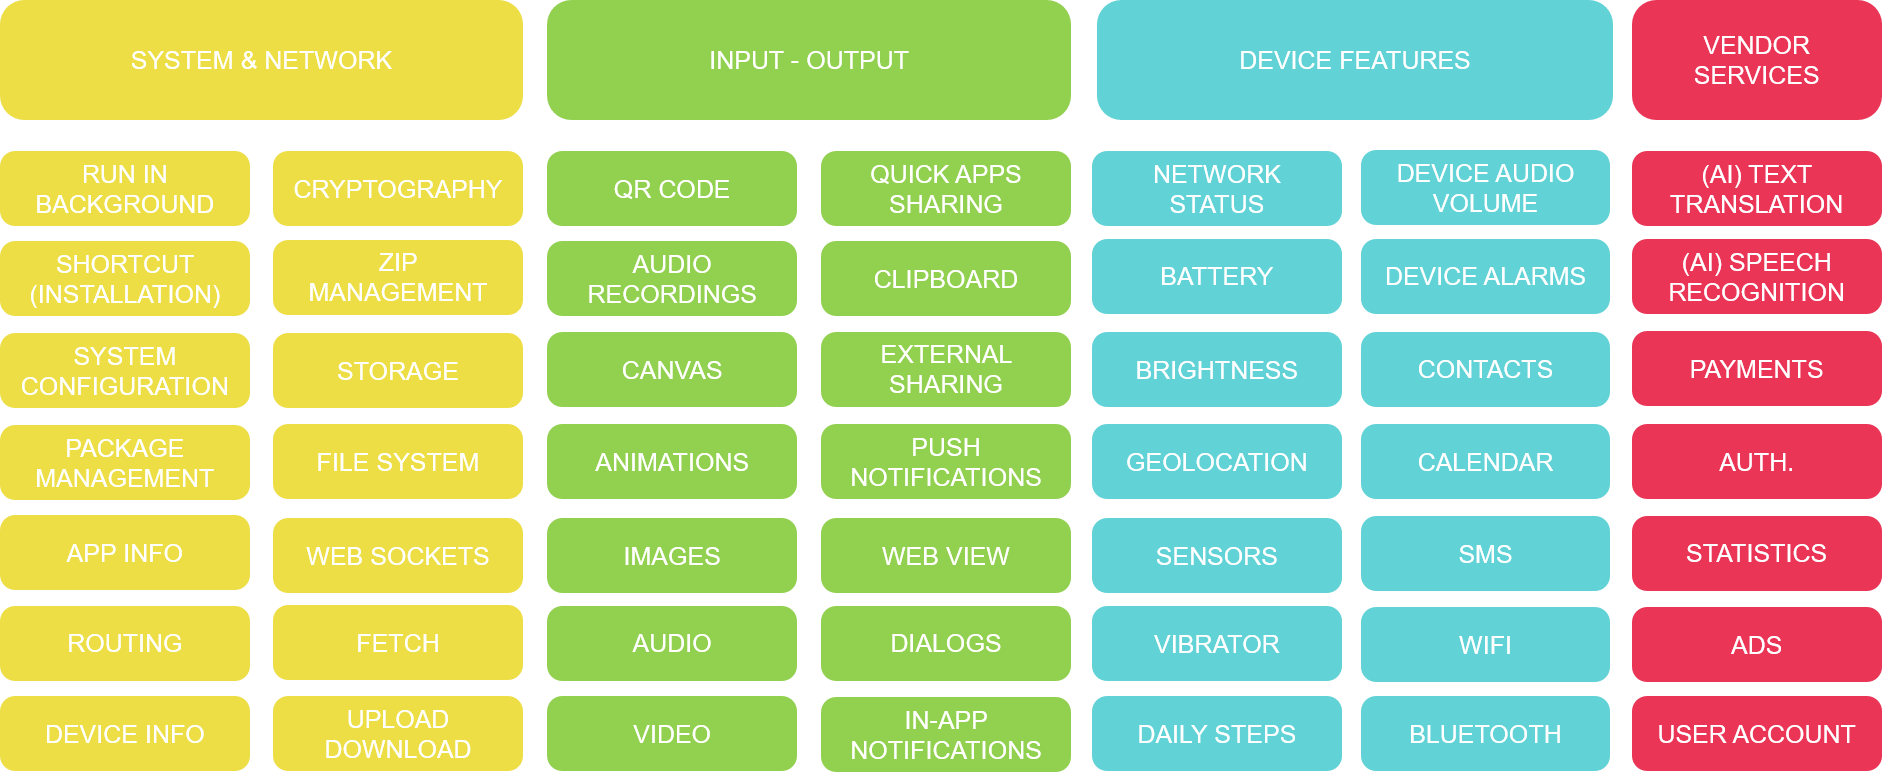 SYSTEM & NETWORK
INPUT - OUTPUT
DEVICE FEATURES
VENDOR
SERVICES
RUN IN
BACKGROUND
CRYPTOGRAPHY
QR CODE
QUICK APPS
SHARING
NETWORK
STATUS
DEVICE AUDIO
VOLUME
(AI) TEXT
TRANSLATION
SHORTCUT
(INSTALLATION)
ZIP
MANAGEMENT
AUDIO
RECORDINGS
CLIPBOARD
BATTERY
DEVICE ALARMS
(AI) SPEECH
RECOGNITION
SYSTEM
CONFIGURATION
STORAGE
CANVAS
EXTERNAL
SHARING
BRIGHTNESS
CONTACTS
PAYMENTS
PACKAGE
MANAGEMENT
FILE SYSTEM
ANIMATIONS
PUSH
NOTIFICATIONS
GEOLOCATION
CALENDAR
AUTH.
APP INFO
WEB SOCKETS
IMAGES
WEB VIEW
SENSORS
SMS
STATISTICS
ROUTING
FETCH
AUDIO
DIALOGS
VIBRATOR
WIFI
ADS
DEVICE INFO
UPLOAD
DOWNLOAD
VIDEO
IN-APP
NOTIFICATIONS
DAILY STEPS
BLUETOOTH
USER ACCOUNT